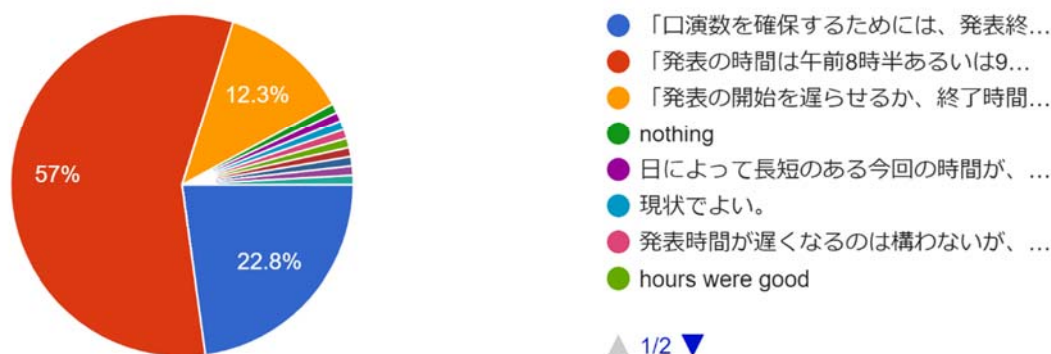 12.3%
57%
22.8%
「口演数を確保するためには、発表終…
「発表の時間は午前8時半あるいは9…
「発表の開始を遅らせるか、終了時間…
nothing
日によって長短のある今回の時間が、…
現状でよい。
発表時間が遅くなるのは構わないが、…
hours were good
1/2